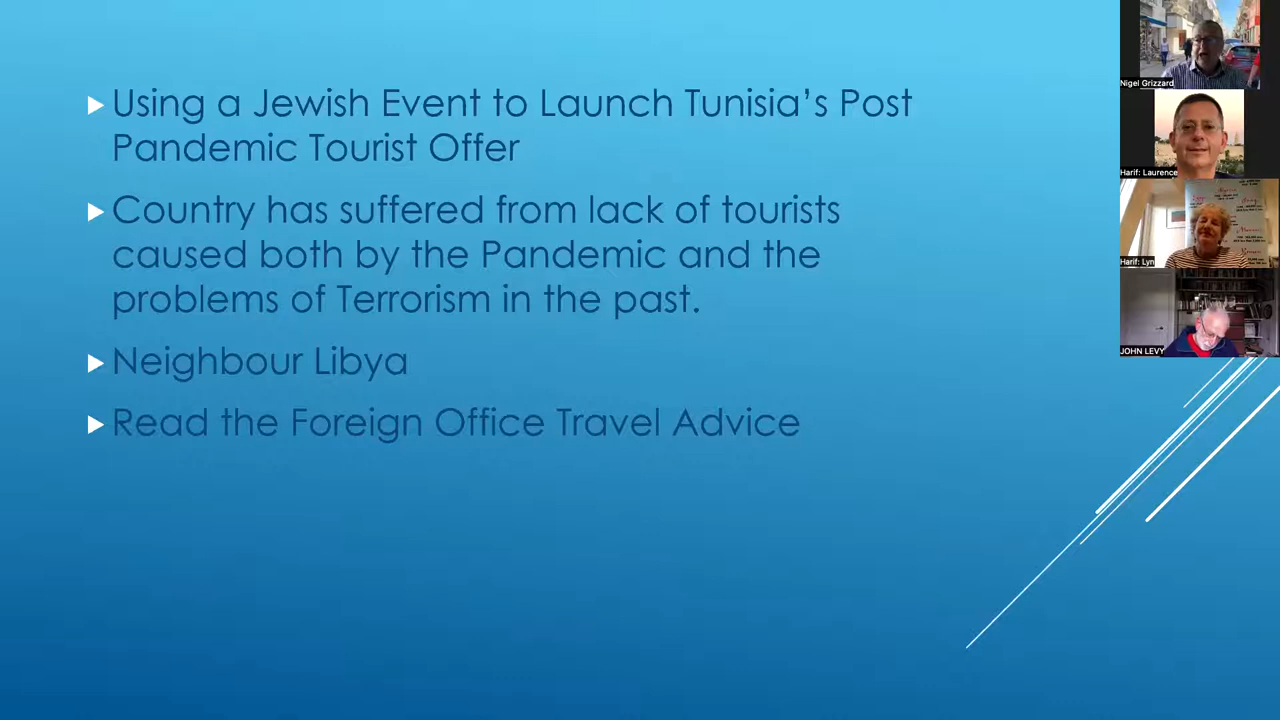 Using a Jewish Event to Launch Tunisia's Post
Pandemic Tourist Offer
Country has suffered from lack of tourists
caused both by the Pandemic and the
problems of Terrorism in the past.
Neighbour Libya
Read the Foreign Office Travel Advice
Nigel Grizzard
Harif: Laurence
Harif: Lyn
JOHN LEVY